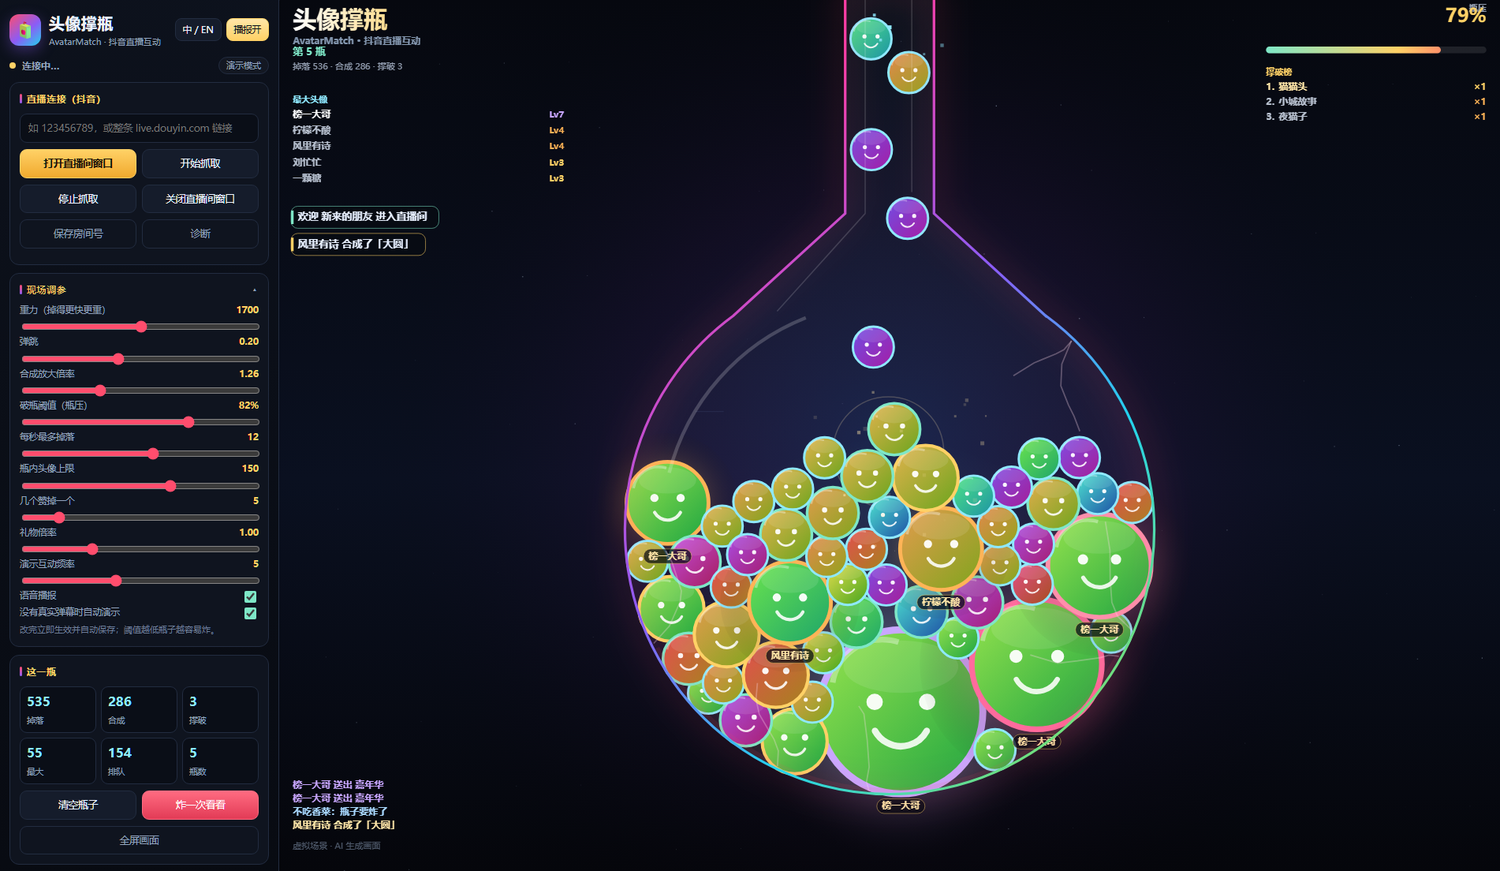 头像撑瓶
AvatarMatch · 抖音直播互动
中 / EN
播报开
连接中...
演示模式
直播连接（抖音）
如 123456789，或整条 live.douyin.com 链接
打开直播间窗口
开始抓取
停止抓取
关闭直播间窗口
保存房间号
诊断
现场调参
重力（掉得更快更重）
1700
弹跳
0.20
合成放大倍率
1.26
破瓶阈值（瓶压）
82%
每秒最多掉落
12
瓶内头像上限
150
几个赞掉一个
5
礼物倍率
1.00
演示互动频率
5
语音播报
没有真实弹幕时自动演示
改完立即生效并自动保存；阈值越低瓶子越容易炸。
这一瓶
535
掉落
286
合成
3
撑破
55
最大
154
排队
5
瓶数
清空瓶子
炸一次看看
全屏画面
头像撑瓶
AvatarMatch • 抖音直播互动
第 5 瓶
掉落 536 · 合成 286 · 撑破 3
最大头像
榜一大哥
Lv7
柠檬不酸
Lv4
风里有诗
Lv4
刘忙忙
Lv3
一颗糖
Lv3
欢迎 新来的朋友 进入直播间
风里有诗 合成了「大圆」
79%
撑破榜
1. 猫猫头
×1
2. 小城故事
×1
3. 夜猫子
×1
榜一大哥
柠檬不酸
榜一大哥
风里有诗
榜一大哥
榜一大哥
榜一大哥 送出 嘉年华
榜一大哥 送出 嘉年华
不吃香菜：瓶子要炸了
风里有诗 合成了「大圆」
虚拟场景 · AI 生成画面